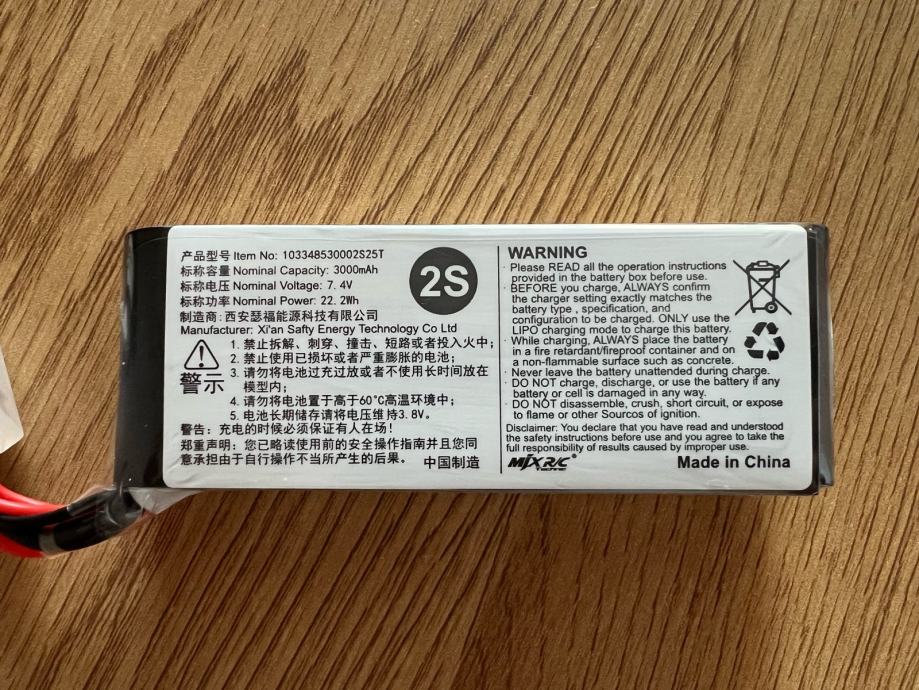 产品型号 Item No: 103348530002S25T
标称容量 Nominal Capacity: 3000mAh
标称电压 Nominal Voltage: 7.4V
标称功率 Nominal Power: 22.2Wh
制造商: 西安瑟福能源科技有限公司
Manufacturer: Xi'an Safty Energy Technology Co Ltd
2S
警示
1. 禁止拆解、刺穿、撞击、短路或者投入火中;
2. 禁止使用已损坏或者严重膨胀的电池;
3. 请勿将电池过充过放或者不使用长时间放在
模型内;
4. 请勿将电池置于高于60°C高温环境中;
5. 电池长期储存请将电压维持3.8V。
警告: 充电的时候必须保证有人在场!
郑重声明: 您已略读使用前的安全操作指南并且您同
意承担由于自行操作不当所产生的后果。 中国制造
WARNING
· Please READ all the operation instructions
provided in the battery box before use.
· BEFORE you charge, ALWAYS confirm
the charger setting exactly matches the
battery type , specification, and
configuration to be charged. ONLY use the
LIPO charging mode to charge this battery.
· While charging, ALWAYS place the battery
in a fire retardant/fireproof container and on
a non-flammable surface such as concrete.
· Never leave the battery unattended during charge.
· DO NOT charge, discharge, or use the battery if any
battery or cell is damaged in any way.
· DO NOT disassemble, crush, short circuit, or expose
to flame or other Sourcos of ignition.
Disclaimer: You declare that you have read and understood
the safety instructions before use and you agree to take the
full responsibility of results caused by improper use.
MJX R/C ® Made in China